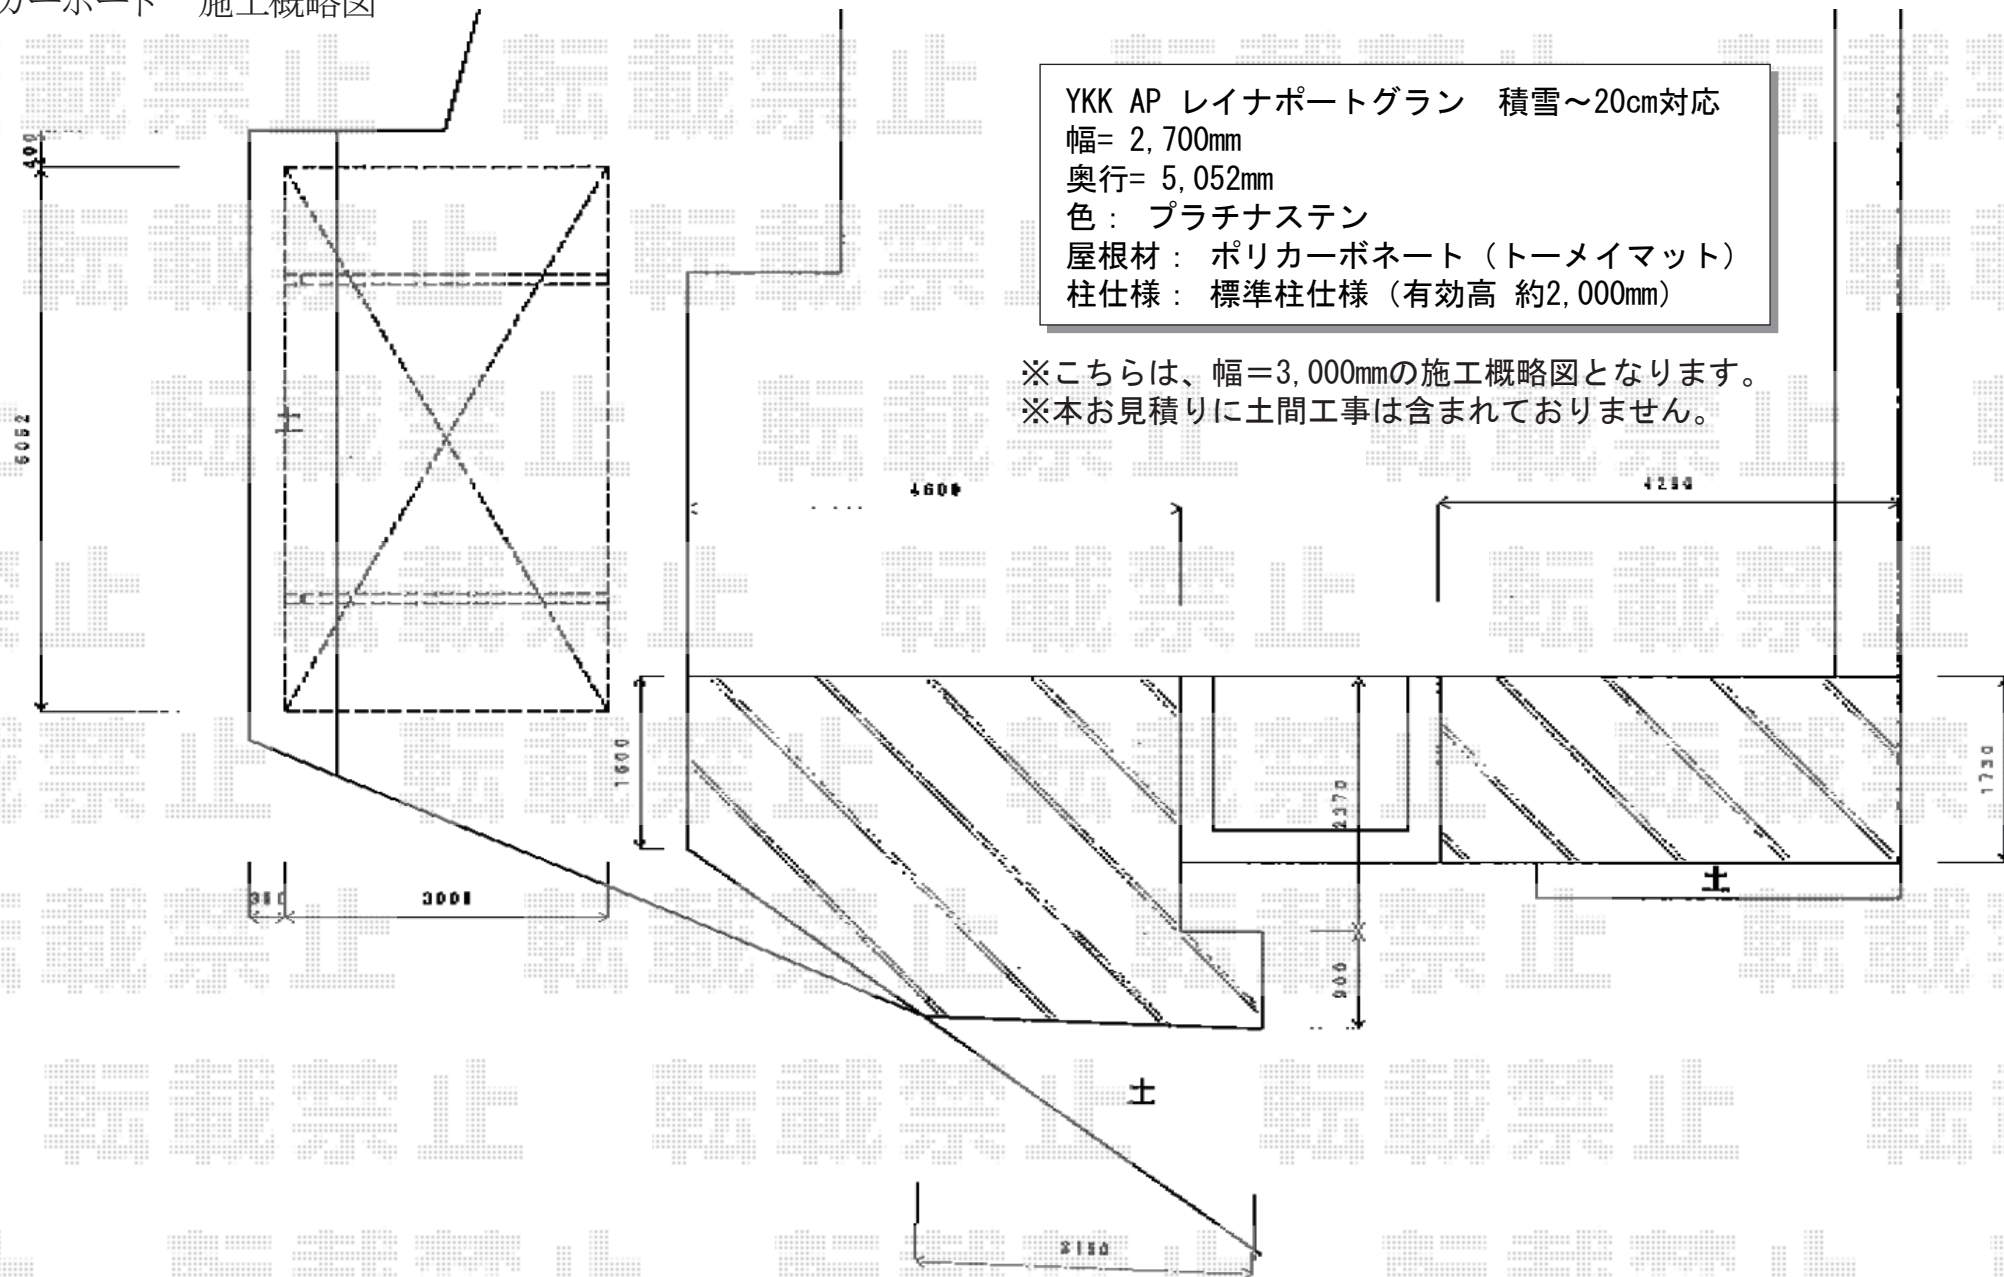 カーポート 施工概略図
YKK AP レイナポートグラン 積雪～20cm対応
幅= 2,700mm
奥行= 5,052mm
色： プラチナステン
屋根材： ポリカーボネート（トーメイマット）
柱仕様： 標準柱仕様（有効高 約2,000mm）
※こちらは、幅＝3,000mmの施工概略図となります。
※本お見積りに土間工事は含まれておりません。
400
土
4600
1600
2370
1730
土
900
土
転載禁止